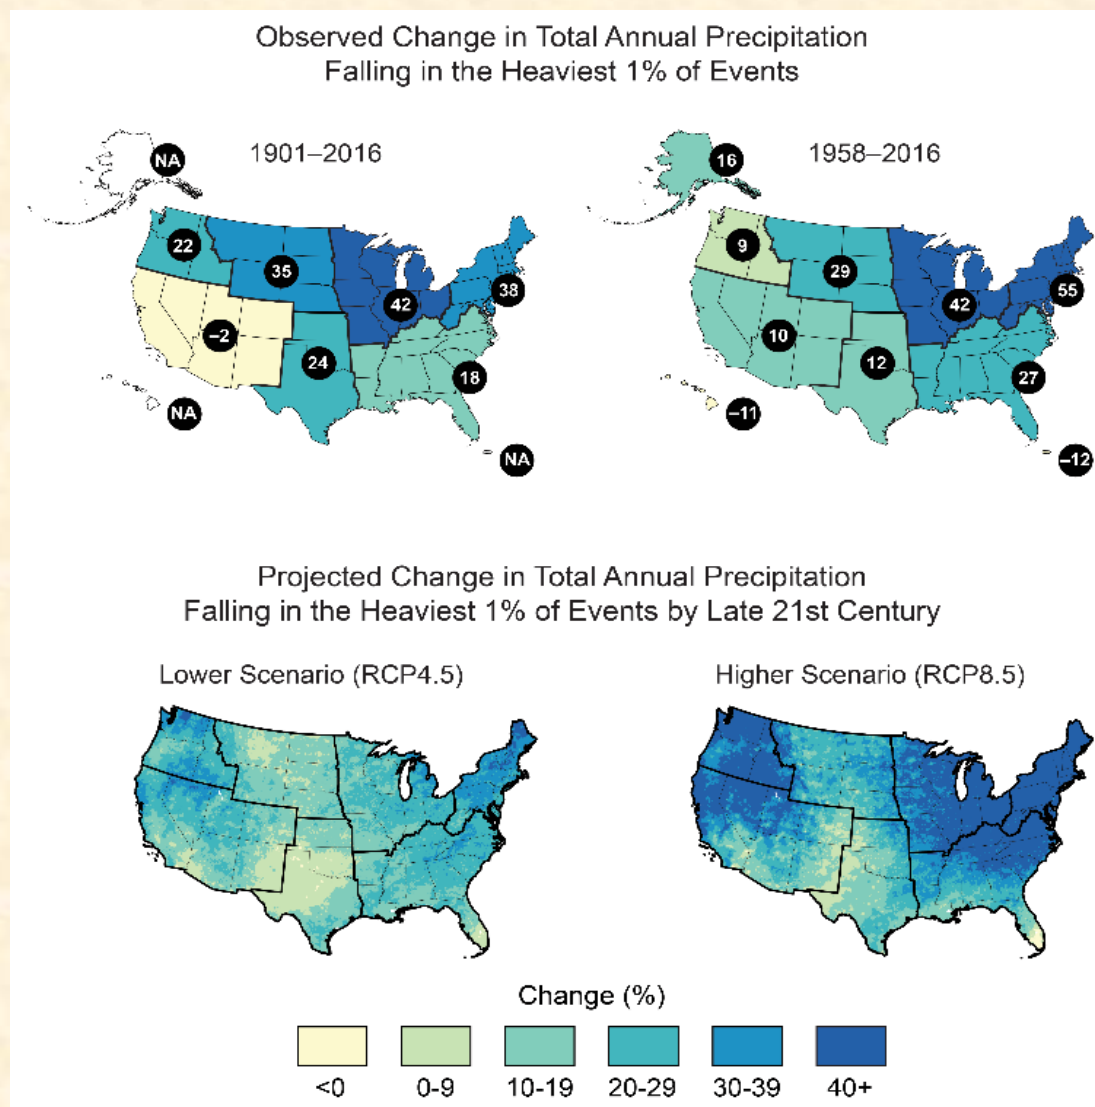 Observed Change in Total Annual Precipitation
Falling in the Heaviest 1% of Events
1901–2016
NA
22
35
42
38
–2
24
18
NA
NA
1958–2016
16
9
29
42
55
10
12
27
–11
–12
Projected Change in Total Annual Precipitation
Falling in the Heaviest 1% of Events by Late 21st Century
Lower Scenario (RCP4.5)
Higher Scenario (RCP8.5)
Change (%)
<0
0-9
10-19
20-29
30-39
40+